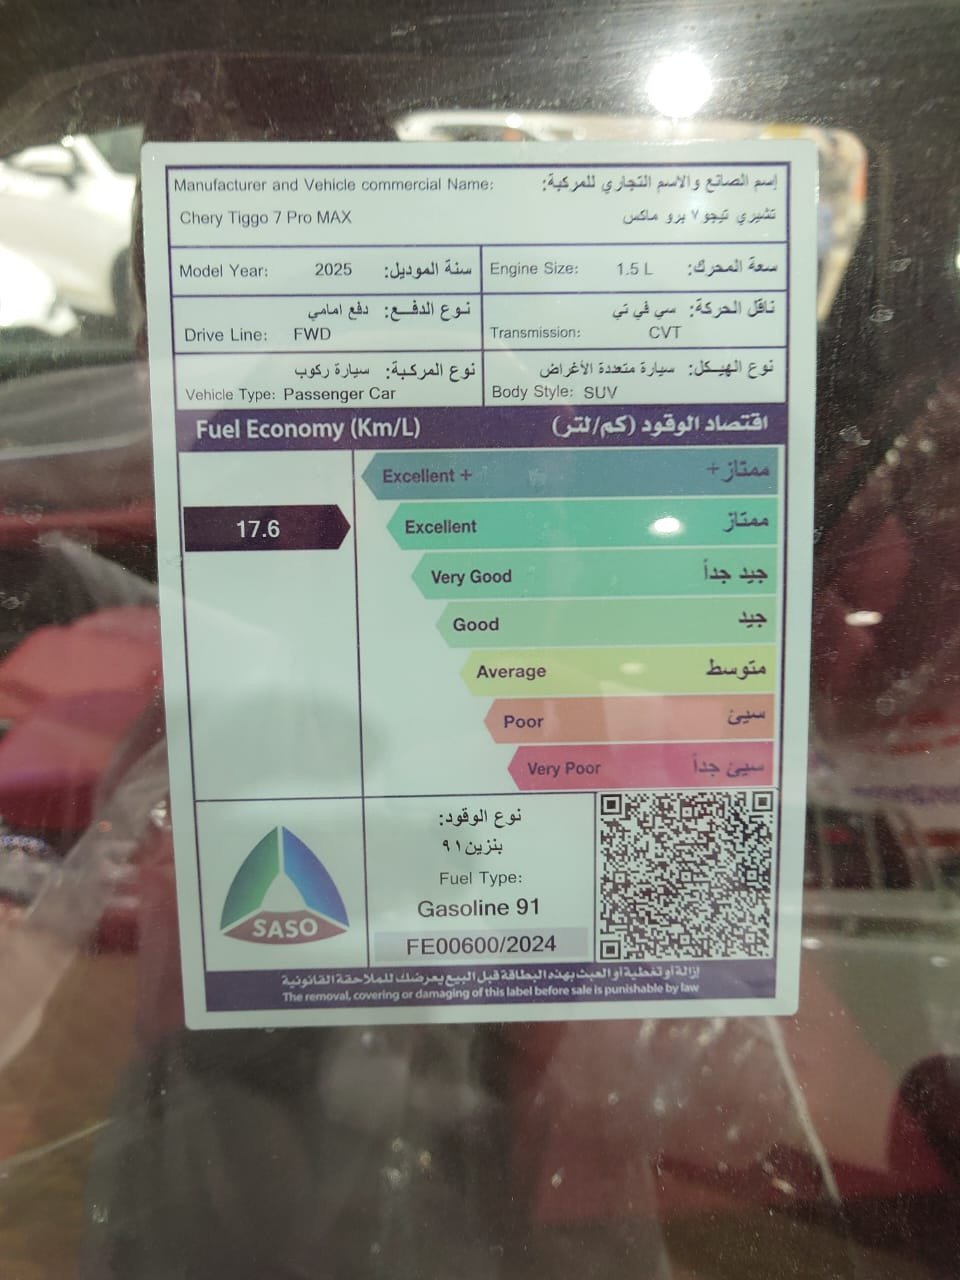 Manufacturer and Vehicle commercial Name: إسم الصانع والاسم التجاري للمركبة:
Chery Tiggo 7 Pro MAX تشيري تيجو ٧ برو ماكس
Model Year: 2025 سنة الموديل:
Engine Size: 1.5 L سعة المحرك:
نوع الدفع: دفع امامي
Drive Line: FWD
ناقل الحركة: سي في تي
Transmission: CVT
نوع المركبة: سيارة ركوب
Vehicle Type: Passenger Car
نوع الهيكل: سيارة متعددة الأغراض
Body Style: SUV
Fuel Economy (Km/L) اقتصاد الوقود (كم/لتر)
17.6
Excellent + ممتاز+
Excellent ممتاز
Very Good جيد جداً
Good جيد
Average متوسط
Poor سيئ
Very Poor سيئ جداً
SASO
نوع الوقود:
بنزين ٩١
Fuel Type:
Gasoline 91
FE00600/2024
إزالة أو تغطية أو العبث بهذه البطاقة قبل البيع يعرضك للملاحقة القانونية
The removal, covering or damaging of this label before sale is punishable by law